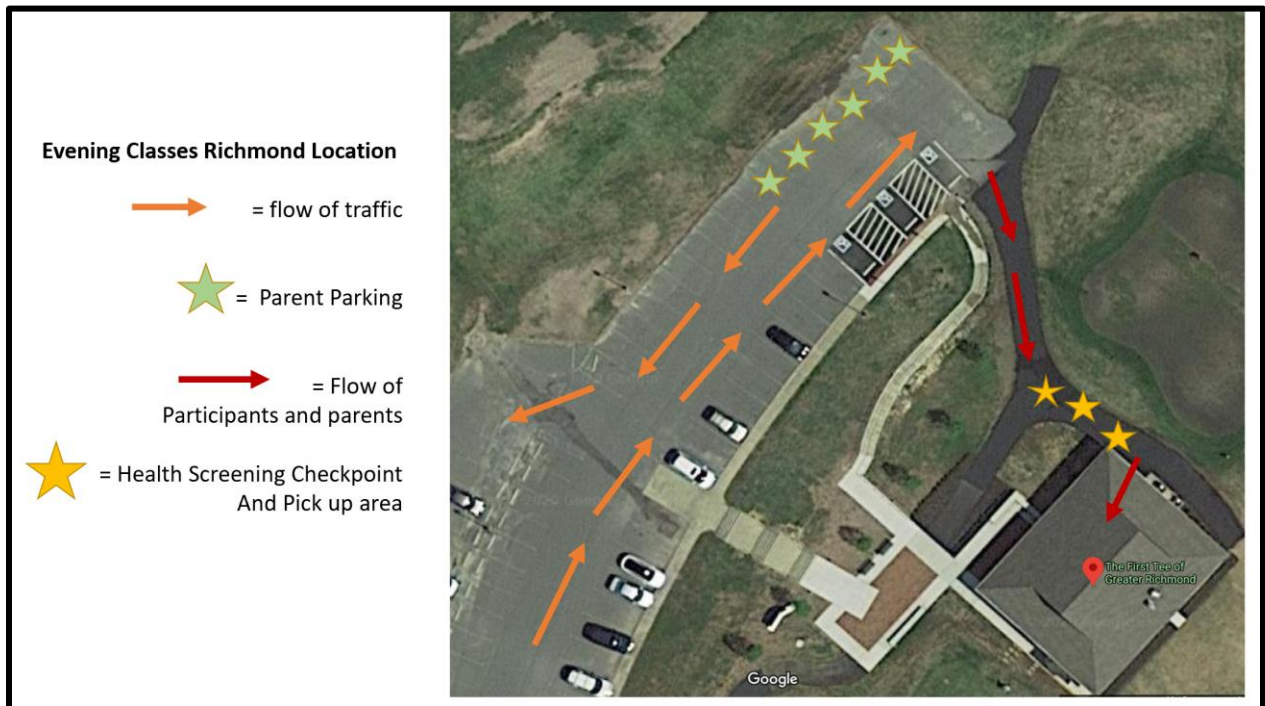 Evening Classes Richmond Location
= flow of traffic
= Parent Parking
= Flow of
Participants and parents
= Health Screening Checkpoint
And Pick up area
The First Tee of
Greater Richmond
Google